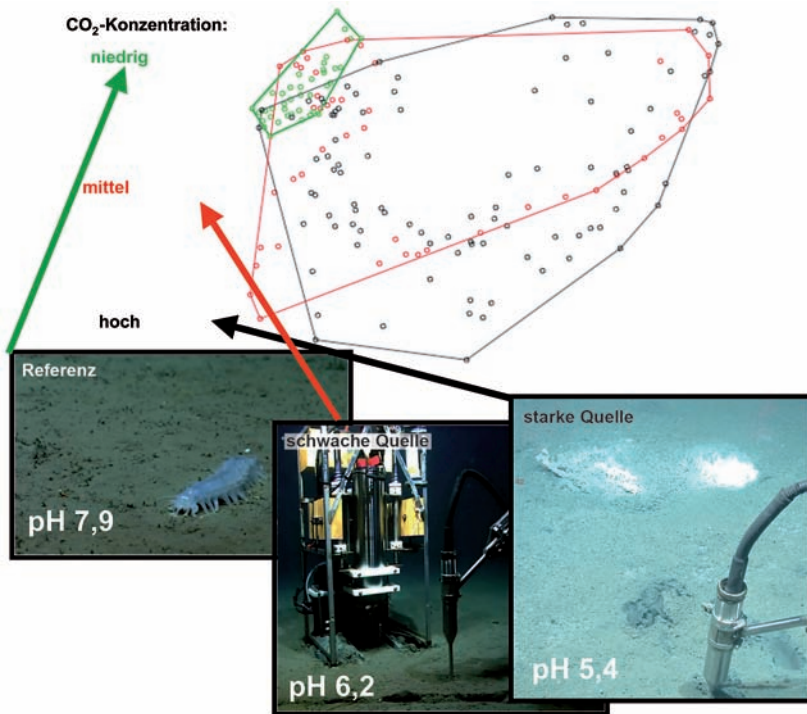 CO₂-Konzentration:
niedrig
mittel
hoch
Referenz
pH 7,9
schwache Quelle
pH 6,2
starke Quelle
pH 5,4